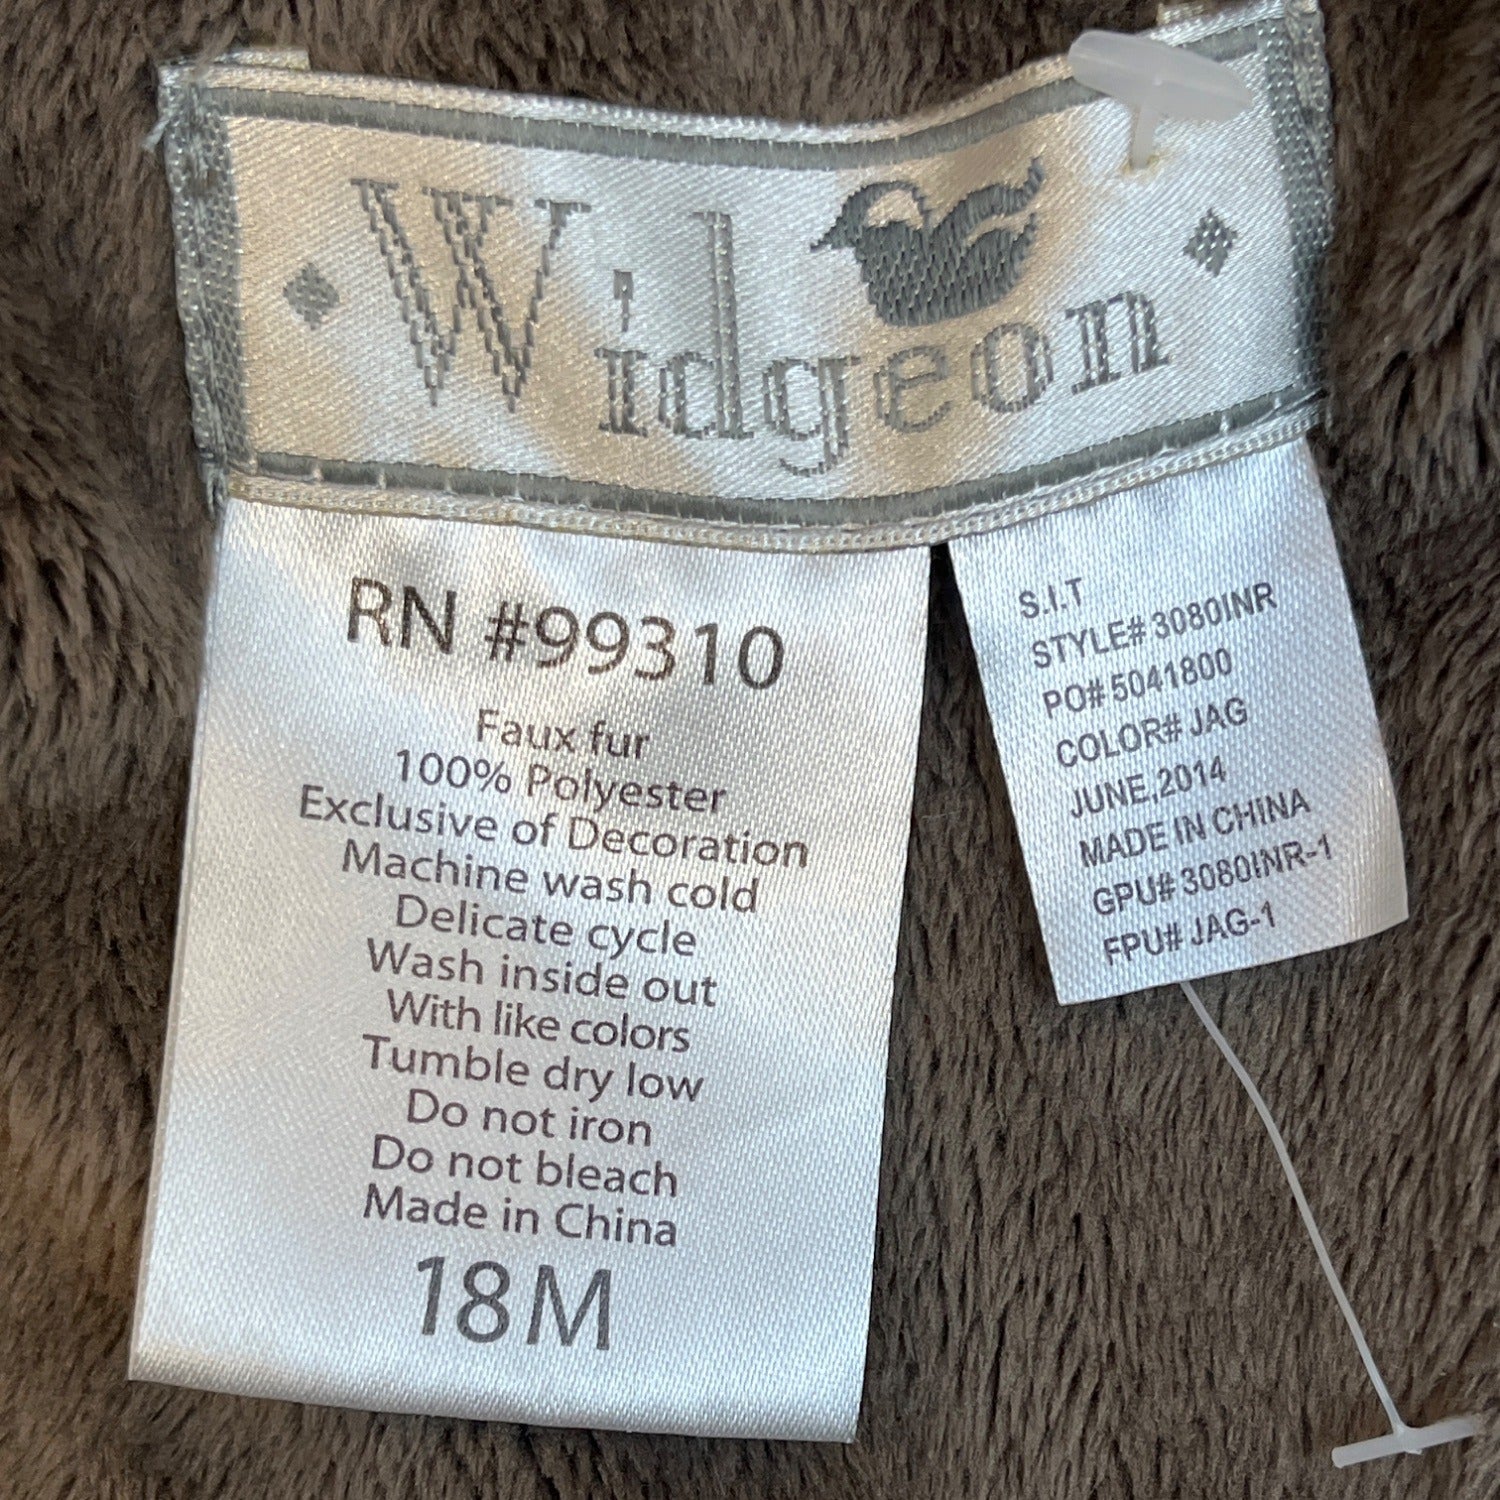 Widgeon
RN #99310
Faux fur
100% Polyester
Exclusive of Decoration
Machine wash cold
Delicate cycle
Wash inside out
With like colors
Tumble dry low
Do not iron
Do not bleach
Made in China
18M
S.I.T
STYLE# 3080INR
PO# 5041800
COLOR# JAG
JUNE,2014
MADE IN CHINA
GPU# 3080INR-1
FPU# JAG-1